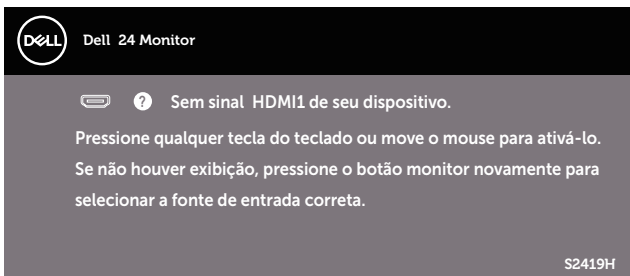 DELL
Dell 24 Monitor
? Sem sinal HDMI1 de seu dispositivo.
Pressione qualquer tecla do teclado ou move o mouse para ativá-lo.
Se não houver exibição, pressione o botão monitor novamente para
selecionar a fonte de entrada correta.
S2419H